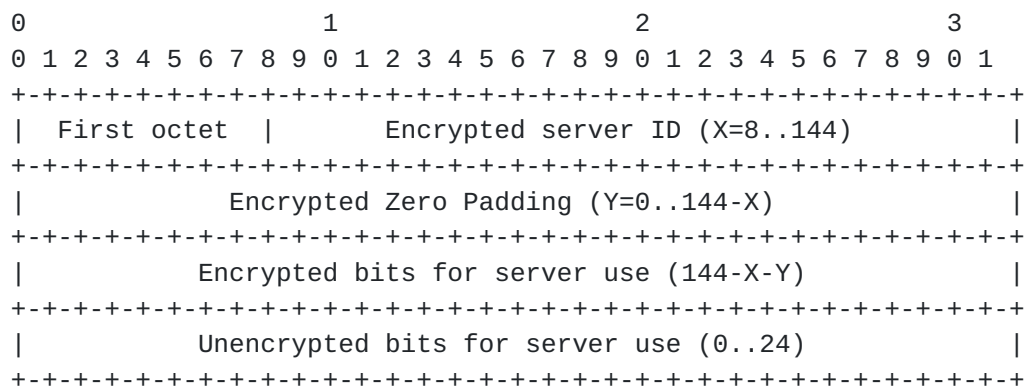 0                   1                   2                   3
0 1 2 3 4 5 6 7 8 9 0 1 2 3 4 5 6 7 8 9 0 1 2 3 4 5 6 7 8 9 0 1
+-+-+-+-+-+-+-+-+-+-+-+-+-+-+-+-+-+-+-+-+-+-+-+-+-+-+-+-+-+-+-+-+
|  First octet  |       Encrypted server ID (X=8..144)          |
+-+-+-+-+-+-+-+-+-+-+-+-+-+-+-+-+-+-+-+-+-+-+-+-+-+-+-+-+-+-+-+-+
|             Encrypted Zero Padding (Y=0..144-X)               |
+-+-+-+-+-+-+-+-+-+-+-+-+-+-+-+-+-+-+-+-+-+-+-+-+-+-+-+-+-+-+-+-+
|           Encrypted bits for server use (144-X-Y)             |
+-+-+-+-+-+-+-+-+-+-+-+-+-+-+-+-+-+-+-+-+-+-+-+-+-+-+-+-+-+-+-+-+
|           Unencrypted bits for server use (0..24)             |
+-+-+-+-+-+-+-+-+-+-+-+-+-+-+-+-+-+-+-+-+-+-+-+-+-+-+-+-+-+-+-+-+